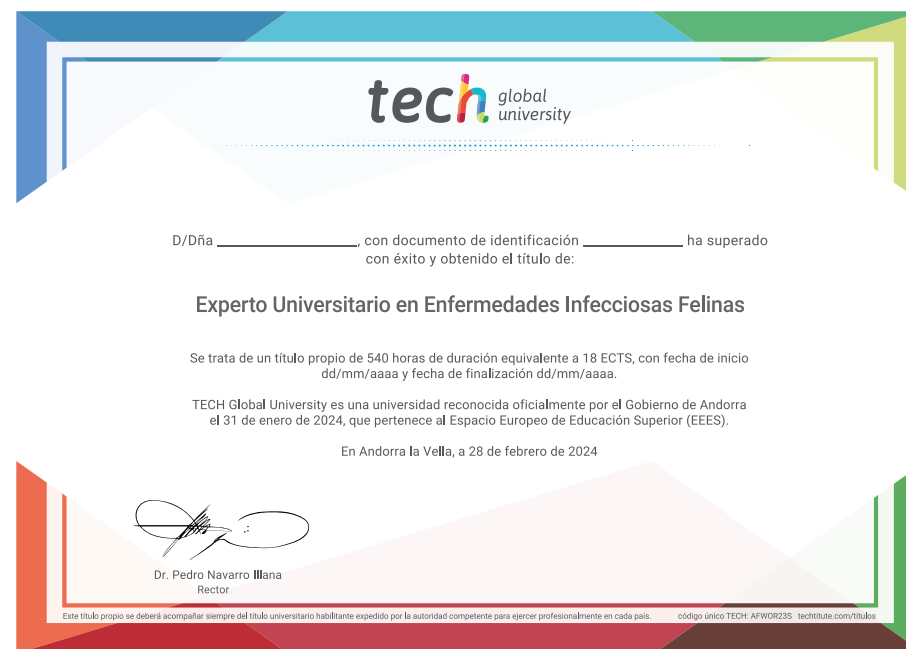 tech global
university
D/Dña ____________, con documento de identificación ____________ ha superado
con éxito y obtenido el título de:
Experto Universitario en Enfermedades Infecciosas Felinas
Se trata de un título propio de 540 horas de duración equivalente a 18 ECTS, con fecha de inicio
dd/mm/aaaa y fecha de finalización dd/mm/aaaa.
TECH Global University es una universidad reconocida oficialmente por el Gobierno de Andorra
el 31 de enero de 2024, que pertenece al Espacio Europeo de Educación Superior (EEES).
En Andorra la Vella, a 28 de febrero de 2024
Dr. Pedro Navarro Illana
Rector
Este título propio se deberá acompañar siempre del título universitario habilitante expedido por la autoridad competente para ejercer profesionalmente en cada país. código único TECH: AFWOR23S techtitute.com/titulos